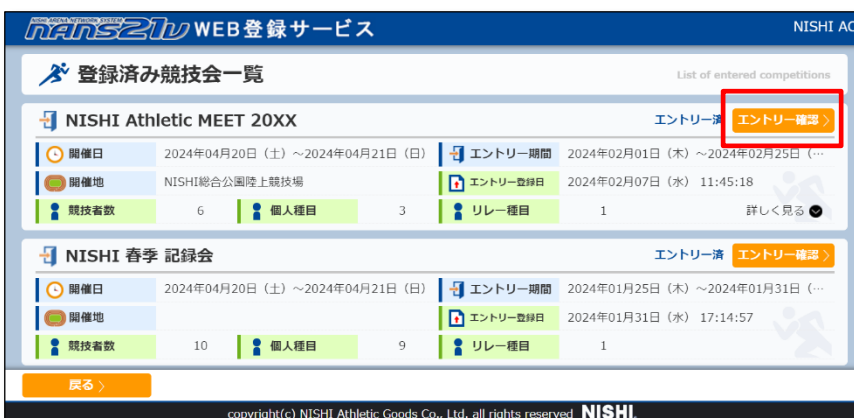 NISHI ARENA NETWORK SYSTEM
NANS21V WEB登録サービス NISHI AC
登録済み競技会一覧 List of entered competitions
NISHI Athletic MEET 20XX エントリー済 エントリー確認 〉
開催日 2024年04月20日（土）～2024年04月21日（日） エントリー期間 2024年02月01日（木）～2024年02月25日（…
開催地 NISHI総合公園陸上競技場 エントリー登録日 2024年02月07日（水） 11:45:18
競技者数 6 個人種目 3 リレー種目 1 詳しく見る
NISHI 春季 記録会 エントリー済 エントリー確認 〉
開催日 2024年04月20日（土）～2024年04月21日（日） エントリー期間 2024年01月25日（木）～2024年01月31日（…
開催地 エントリー登録日 2024年01月31日（水） 17:14:57
競技者数 10 個人種目 9 リレー種目 1
戻る 〉
copyright(c) NISHI Athletic Goods Co., Ltd. all rights reserved NISHI.